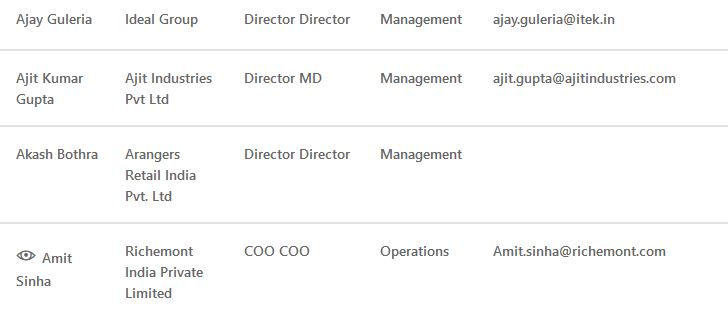 Ajay Guleria Ideal Group Director Director Management ajay.guleria@itek.in
Ajit Kumar Ajit Industries Director MD Management ajit.gupta@ajitindustries.com
Gupta Pvt Ltd
Akash Bothra Arangers Director Director Management
Retail India
Pvt. Ltd
Amit Richemont COO COO Operations Amit.sinha@richemont.com
Sinha India Private
Limited